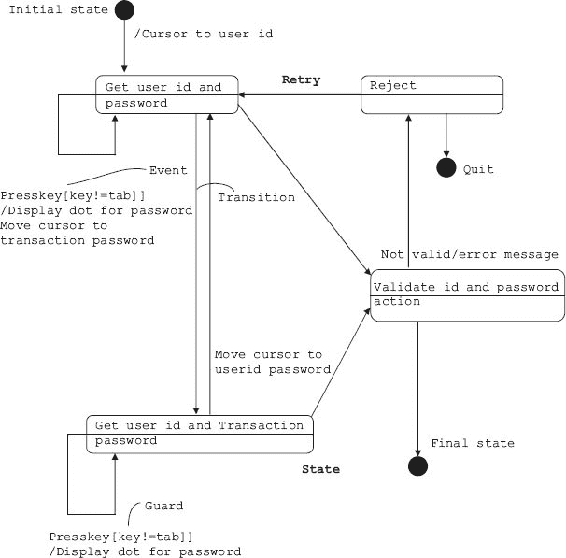 Initial state
/Cursor to user id
Get user id and
password
Retry
Reject
Quit
Event
Presskey[key!=tab]]
/Display dot for password
Move cursor to
transaction password
Transition
Not valid/error message
Validate id and password
action
Move cursor to
userid password
Get user id and Transaction
password
State
Final state
Guard
Presskey[key!=tab]]
/Display dot for password